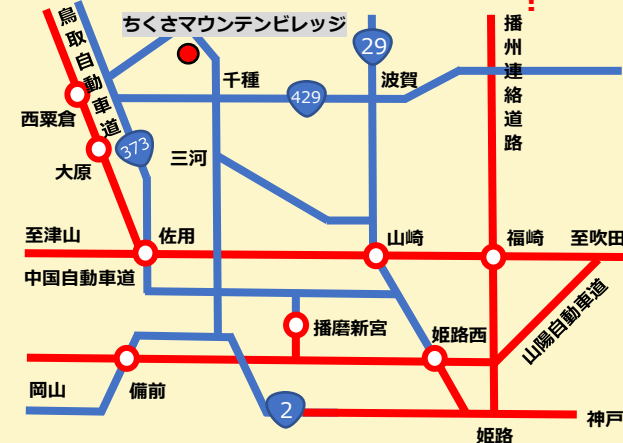 鳥取自動車道
ちくさマウンテンビレッジ
29
播州連絡道路
千種
波賀
429
西粟倉
373
大原
三河
至津山
佐用
山崎
福崎
至吹田
中国自動車道
播磨新宮
姫路西
山陽自動車道
岡山
備前
2
神戸
姫路